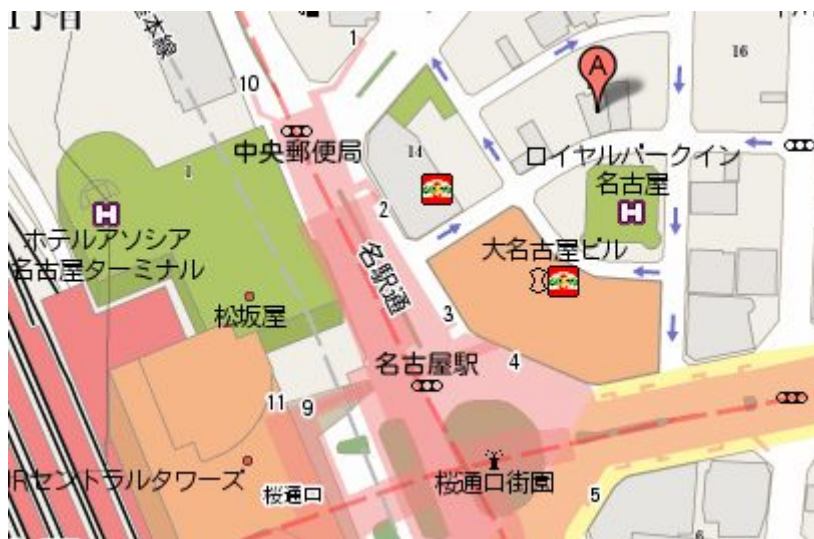 1丁目
1
16
A
10
中央郵便局
1
14
ロイヤルパークイン
名古屋
2
H
H
ホテルアソシア
名古屋ターミナル
大名古屋ビル
名駅通
松坂屋
3
名古屋駅
4
11
9
JRセントラルタワーズ
桜通口
桜通口街園
5
6